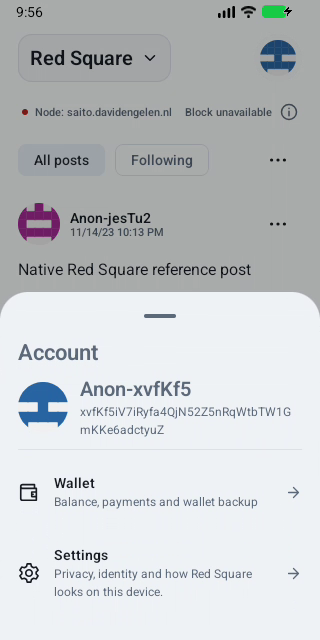 9:56
Red Square
Node: saito.davidengelen.nl Block unavailable
All posts Following
Anon-jesTu2
11/14/23 10:13 PM
Native Red Square reference post
Account
Anon-xvfKf5
xvfKf5iV7iRyfa4QjN52Z5nRqWtbTW1G
mKKe6adctyuZ
Wallet
Balance, payments and wallet backup
Settings
Privacy, identity and how Red Square
looks on this device.